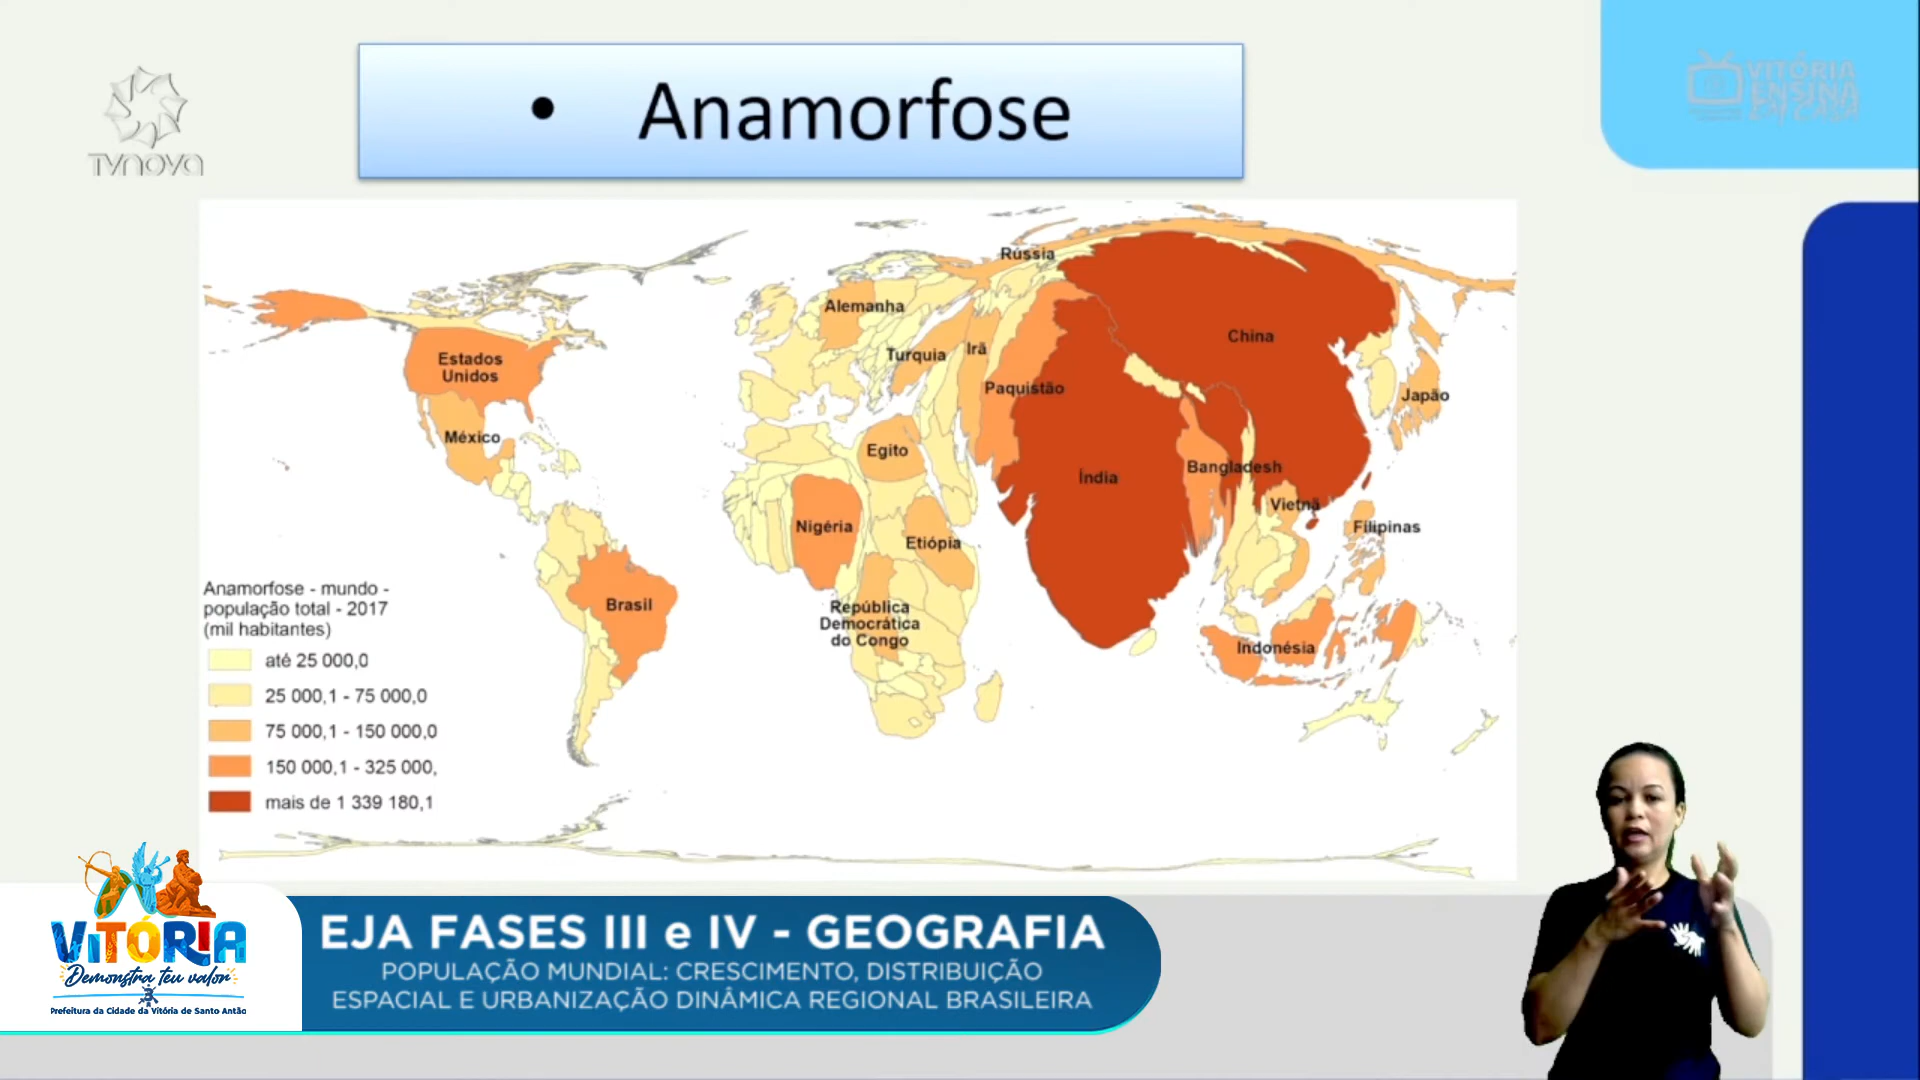 • Anamorfose
TVNOVA
VITÓRIA
ENSINA
EM CASA
Rússia
Alemanha
China
Estados
Unidos
Turquia
Irã
Paquistão
Japão
México
Egito
Bangladesh
Índia
Vietnã
Nigéria
Filipinas
Etiópia
Brasil
República
Democrática
do Congo
Indonésia
Anamorfose - mundo -
população total - 2017
(mil habitantes)
até 25 000,0
25 000,1 - 75 000,0
75 000,1 - 150 000,0
150 000,1 - 325 000,
mais de 1 339 180,1
VITÓRIA
Demonstra teu valor
Prefeitura da Cidade da Vitória de Santo Antão
EJA FASES III e IV - GEOGRAFIA
POPULAÇÃO MUNDIAL: CRESCIMENTO, DISTRIBUIÇÃO
ESPACIAL E URBANIZAÇÃO DINÂMICA REGIONAL BRASILEIRA